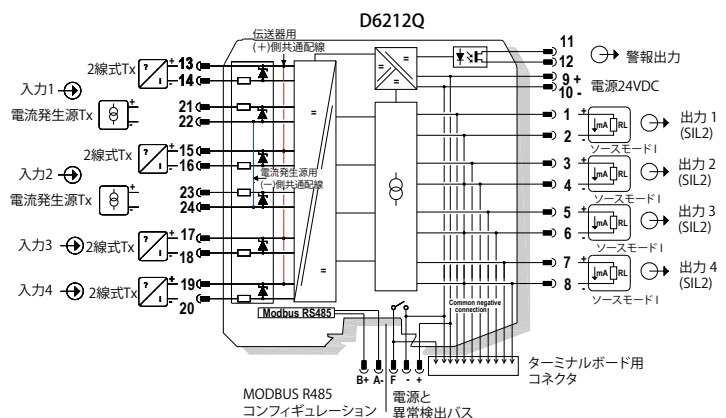 D6212Q
伝送器用
(+)側共通配線
2線式Tx
+ 13
- 14
入力1
電流発生源Tx
+ 21
- 22
2線式Tx
+ 15
- 16
入力2
電流発生源用
(−)側共通配線
電流発生源Tx
+ 23
- 24
入力3
2線式Tx
+ 17
- 18
入力4
2線式Tx
+ 19
- 20
11
12
警報出力
9 +
10 -
電源24VDC
1 +
2 -
mA RL
ソースモード I
出力 1
(SIL2)
3 +
4 -
mA RL
ソースモード I
出力 2
(SIL2)
5 +
6 -
mA RL
ソースモード I
出力 3
(SIL2)
7 +
8 -
mA RL
ソースモード I
出力 4
(SIL2)
Common negative
connection
Modbus RS485
B+ A- F - +
ターミナルボード用
コネクタ
MODBUS R485
コンフィギュレーション
電源と
異常検出バス